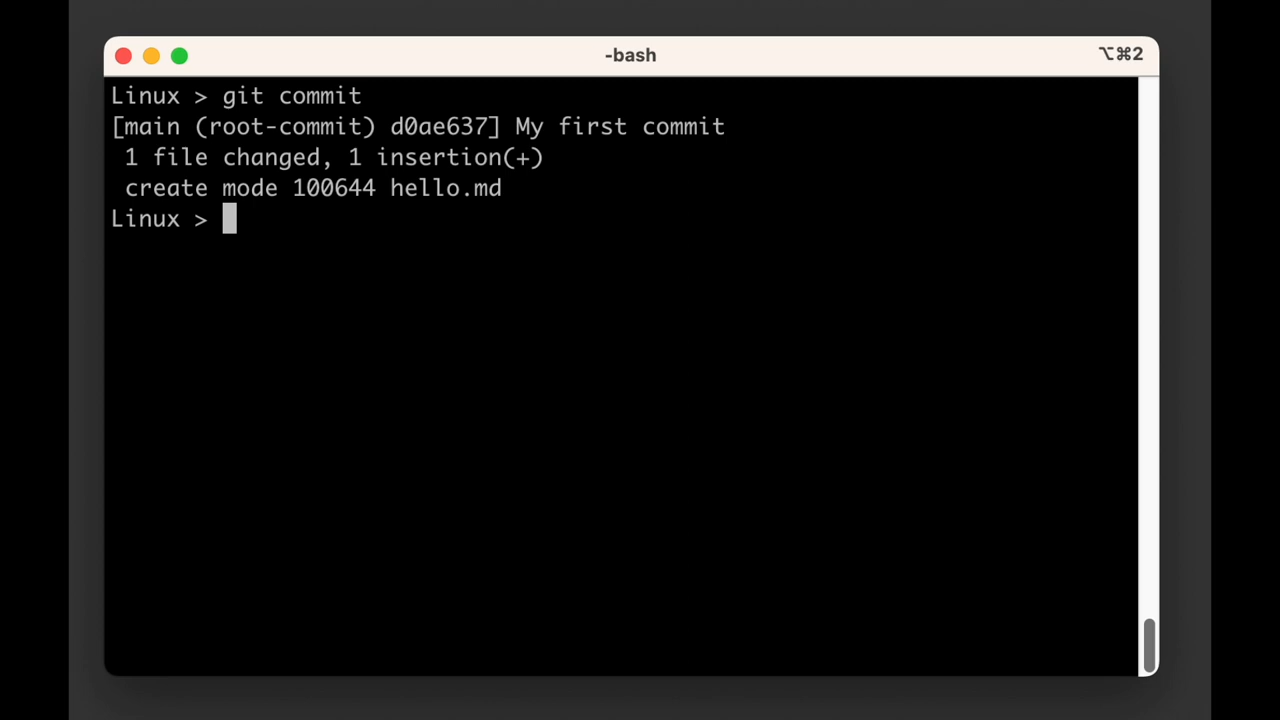 -bash
⌥⌘2
Linux > git commit
[main (root-commit) d0ae637] My first commit
 1 file changed, 1 insertion(+)
 create mode 100644 hello.md
Linux >